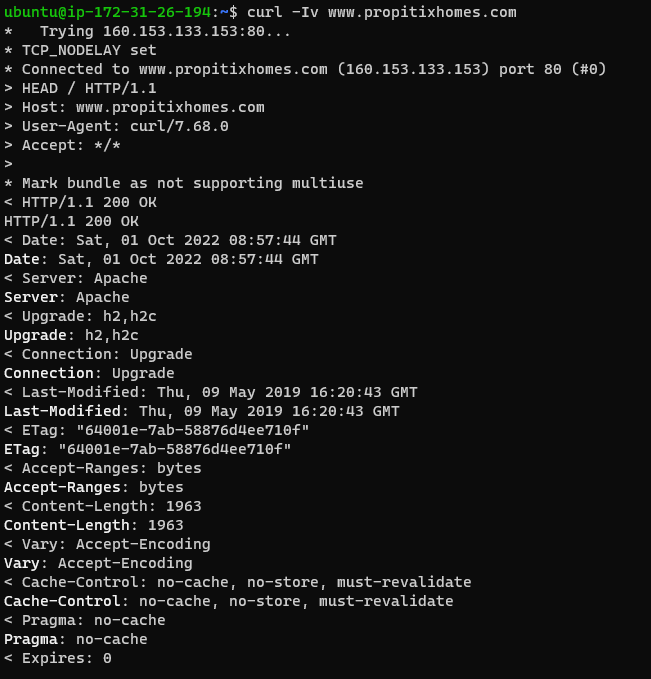 ubuntu@ip-172-31-26-194:~$ curl -Iv www.propitixhomes.com
*   Trying 160.153.133.153:80...
* TCP_NODELAY set
* Connected to www.propitixhomes.com (160.153.133.153) port 80 (#0)
> HEAD / HTTP/1.1
> Host: www.propitixhomes.com
> User-Agent: curl/7.68.0
> Accept: */*
>
* Mark bundle as not supporting multiuse
< HTTP/1.1 200 OK
HTTP/1.1 200 OK
< Date: Sat, 01 Oct 2022 08:57:44 GMT
Date: Sat, 01 Oct 2022 08:57:44 GMT
< Server: Apache
Server: Apache
< Upgrade: h2,h2c
Upgrade: h2,h2c
< Connection: Upgrade
Connection: Upgrade
< Last-Modified: Thu, 09 May 2019 16:20:43 GMT
Last-Modified: Thu, 09 May 2019 16:20:43 GMT
< ETag: "64001e-7ab-58876d4ee710f"
ETag: "64001e-7ab-58876d4ee710f"
< Accept-Ranges: bytes
Accept-Ranges: bytes
< Content-Length: 1963
Content-Length: 1963
< Vary: Accept-Encoding
Vary: Accept-Encoding
< Cache-Control: no-cache, no-store, must-revalidate
Cache-Control: no-cache, no-store, must-revalidate
< Pragma: no-cache
Pragma: no-cache
< Expires: 0